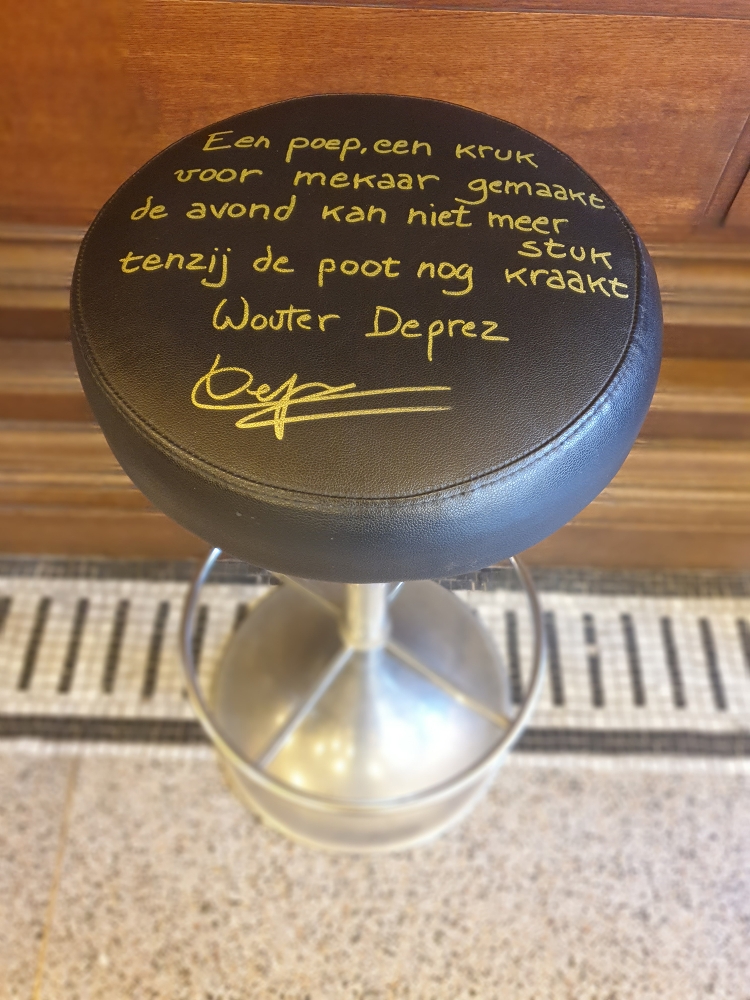 Een poep, een kruk
voor mekaar gemaakt
de avond kan niet meer
stuk
tenzij de poot nog kraakt
Wouter Deprez
Dep